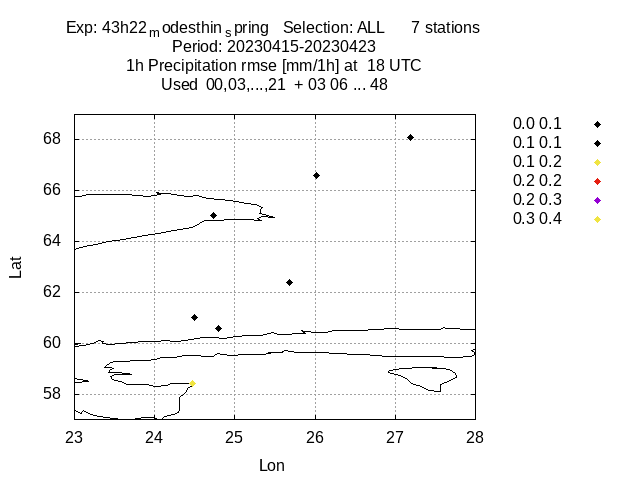 Exp: 43h22modesthinspring   Selection: ALL      7 stations
Period: 20230415-20230423
1h Precipitation rmse [mm/1h] at  18 UTC
Used  00,03,...,21  + 03 06 ... 48
0.0 0.1
0.1 0.1
0.1 0.2
0.2 0.2
0.2 0.3
0.3 0.4
68
66
64
62
60
58
Lat
23 24 25 26 27 28
Lon